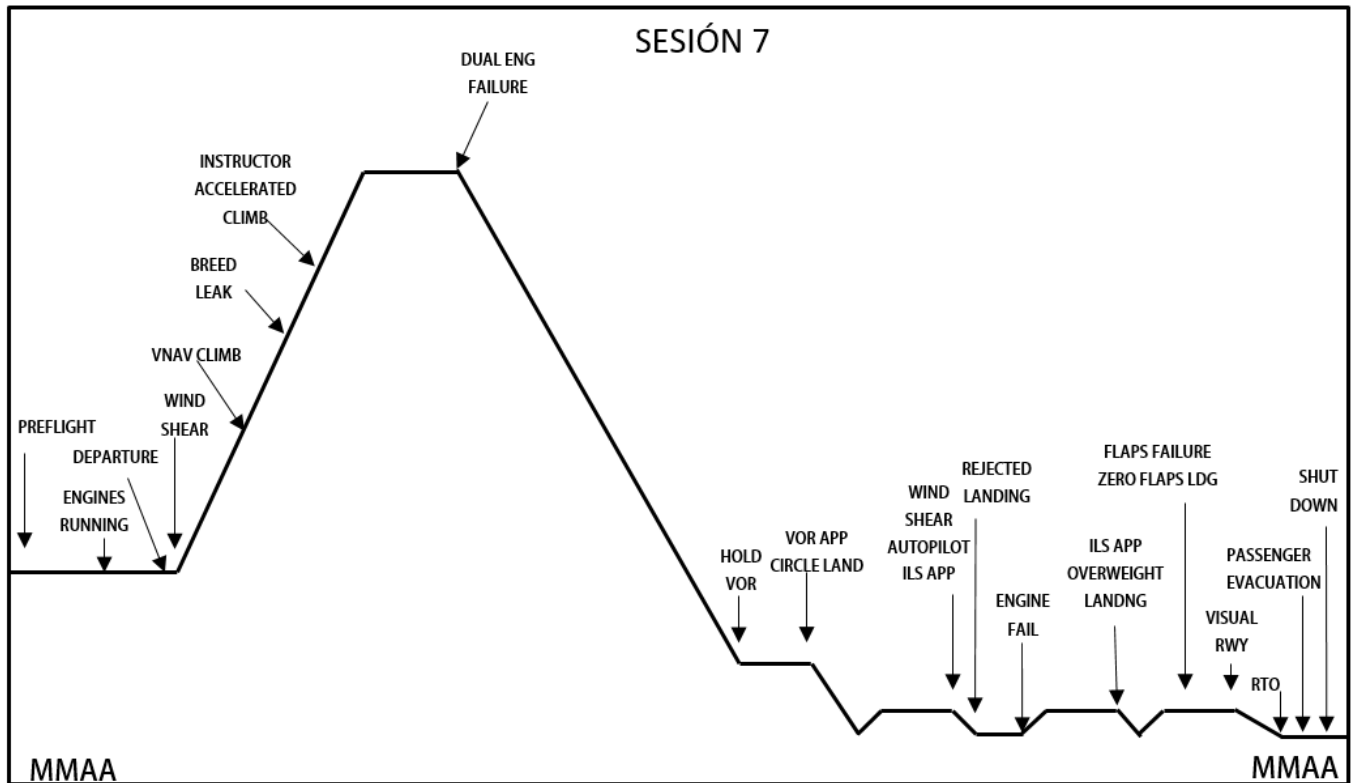 SESIÓN 7
DUAL ENG
FAILURE
INSTRUCTOR
ACCELERATED
CLIMB
BREED
LEAK
VNAV CLIMB
WIND
SHEAR
PREFLIGHT
DEPARTURE
ENGINES
RUNNING
HOLD
VOR
VOR APP
CIRCLE LAND
WIND
SHEAR
AUTOPILOT
ILS APP
REJECTED
LANDING
ENGINE
FAIL
ILS APP
OVERWEIGHT
LANDNG
FLAPS FAILURE
ZERO FLAPS LDG
VISUAL
RWY
RTO
PASSENGER
EVACUATION
SHUT
DOWN
MMAA
MMAA